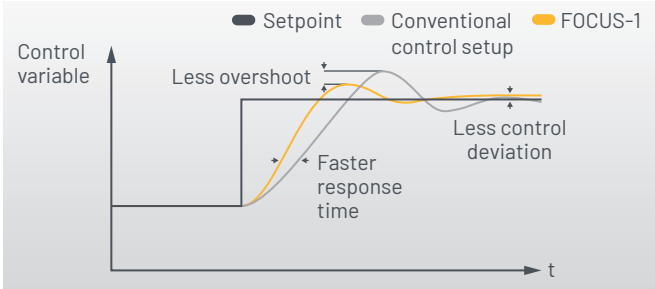 Setpoint
Conventional
control setup
FOCUS-1
Control
variable
Less overshoot
Less control
deviation
Faster
response
time
t